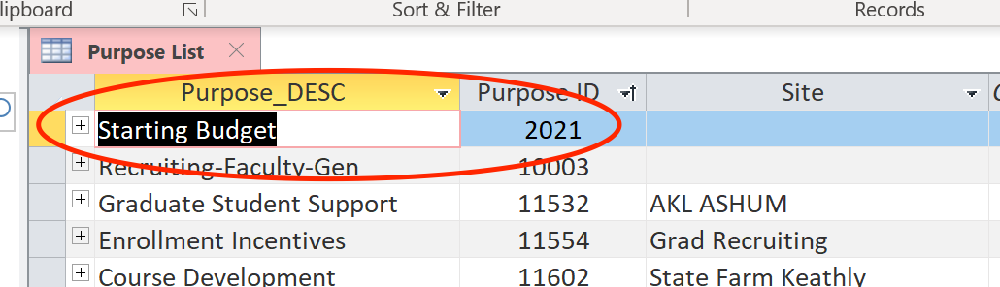 lipboard Sort & Filter Records
Purpose List
Purpose_DESC Purpose ID Site
Starting Budget 2021
Recruiting-Faculty-Gen 10003
Graduate Student Support 11532 AKL ASHUM
Enrollment Incentives 11554 Grad Recruiting
Course Development 11602 State Farm Keathly